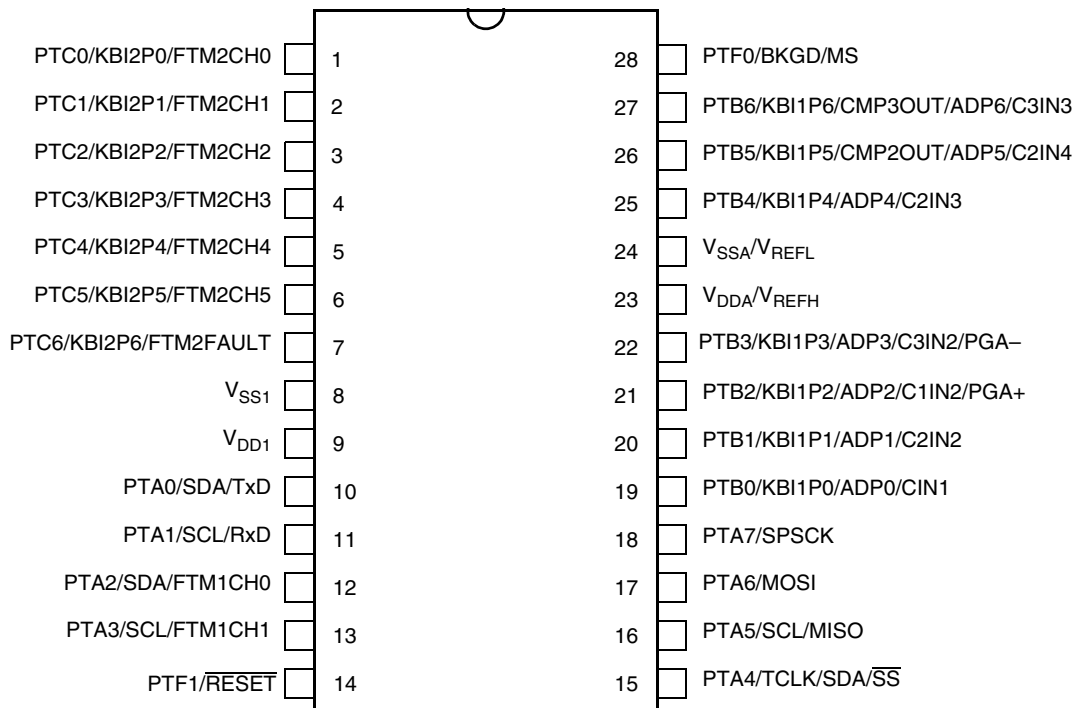 PTC0/KBI2P0/FTM2CH0 1 28 PTF0/BKGD/MS
PTC1/KBI2P1/FTM2CH1 2 27 PTB6/KBI1P6/CMP3OUT/ADP6/C3IN3
PTC2/KBI2P2/FTM2CH2 3 26 PTB5/KBI1P5/CMP2OUT/ADP5/C2IN4
PTC3/KBI2P3/FTM2CH3 4 25 PTB4/KBI1P4/ADP4/C2IN3
PTC4/KBI2P4/FTM2CH4 5 24 VSSA/VREFL
PTC5/KBI2P5/FTM2CH5 6 23 VDDA/VREFH
PTC6/KBI2P6/FTM2FAULT 7 22 PTB3/KBI1P3/ADP3/C3IN2/PGA–
VSS1 8 21 PTB2/KBI1P2/ADP2/C1IN2/PGA+
VDD1 9 20 PTB1/KBI1P1/ADP1/C2IN2
PTA0/SDA/TxD 10 19 PTB0/KBI1P0/ADP0/CIN1
PTA1/SCL/RxD 11 18 PTA7/SPSCK
PTA2/SDA/FTM1CH0 12 17 PTA6/MOSI
PTA3/SCL/FTM1CH1 13 16 PTA5/SCL/MISO
PTF1/R̅E̅S̅E̅T̅ 14 15 PTA4/TCLK/SDA/S̅S̅